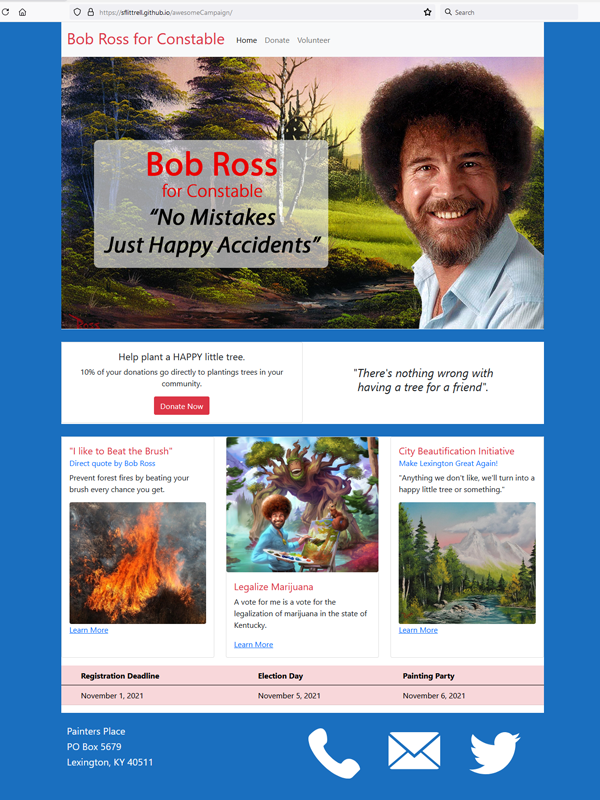 https://sflittrell.github.io/awesomeCampaign/
Search
Bob Ross for Constable Home Donate Volunteer
Bob Ross
for Constable
“No Mistakes
Just Happy Accidents”
Ross
Help plant a HAPPY little tree.
10% of your donations go directly to plantings trees in your
community.
Donate Now
"There's nothing wrong with
having a tree for a friend".
"I like to Beat the Brush"
Direct quote by Bob Ross
Prevent forest fires by beating your
brush every chance you get.
Learn More
Legalize Marijuana
A vote for me is a vote for the
legalization of marijuana in the state of
Kentucky.
Learn More
City Beautification Initiative
Make Lexington Great Again!
"Anything we don't like, we'll turn into a
happy little tree or something."
Learn More
Registration Deadline Election Day Painting Party
November 1, 2021 November 5, 2021 November 6, 2021
Painters Place
PO Box 5679
Lexington, KY 40511